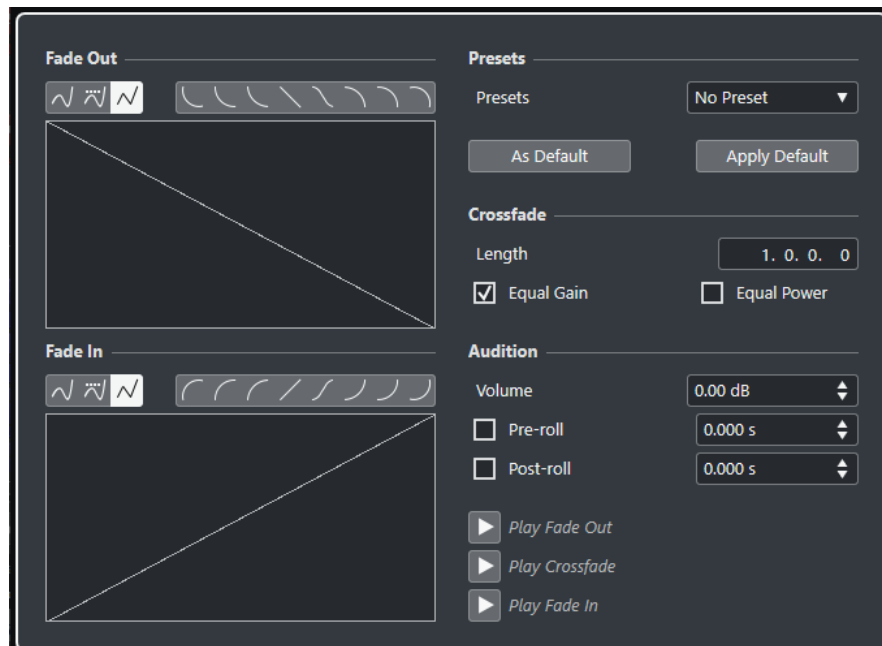 Fade Out
Presets
Presets
No Preset
As Default
Apply Default
Crossfade
Length
1. 0. 0. 0
Equal Gain
Equal Power
Fade In
Audition
Volume
0.00 dB
Pre-roll
0.000 s
Post-roll
0.000 s
Play Fade Out
Play Crossfade
Play Fade In